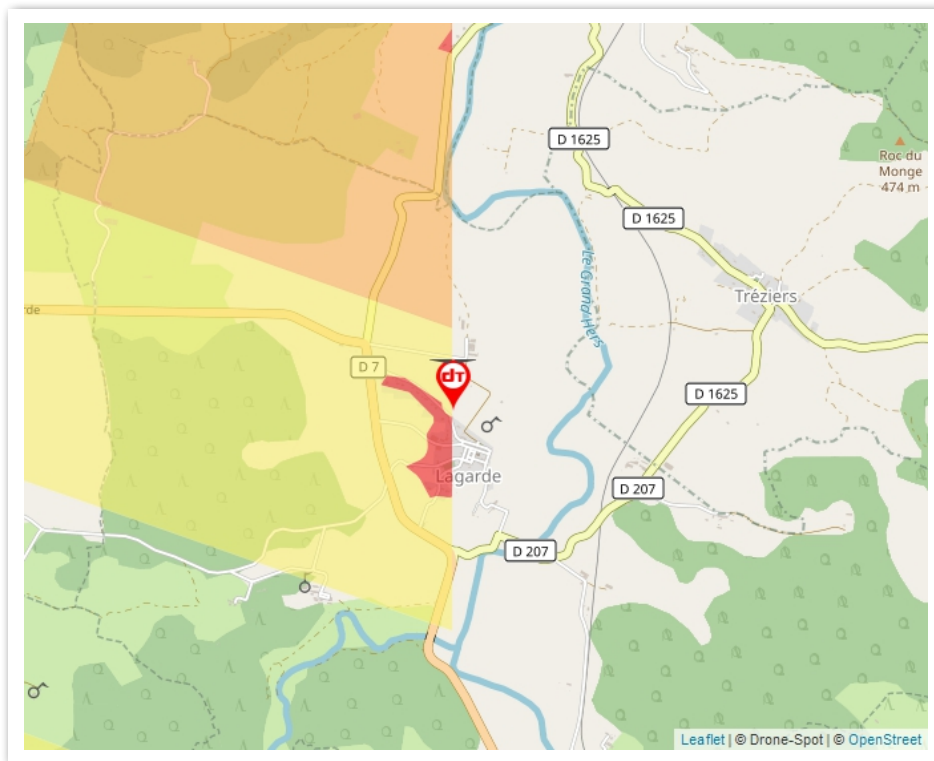 D 1625
Roc du
Monge
474 m
D 1625
Le Grand Hers
Tréziers
rde
D 7
dT
D 1625
Lagarde
D 207
D 207
Leaflet | © Drone-Spot | © OpenStreet